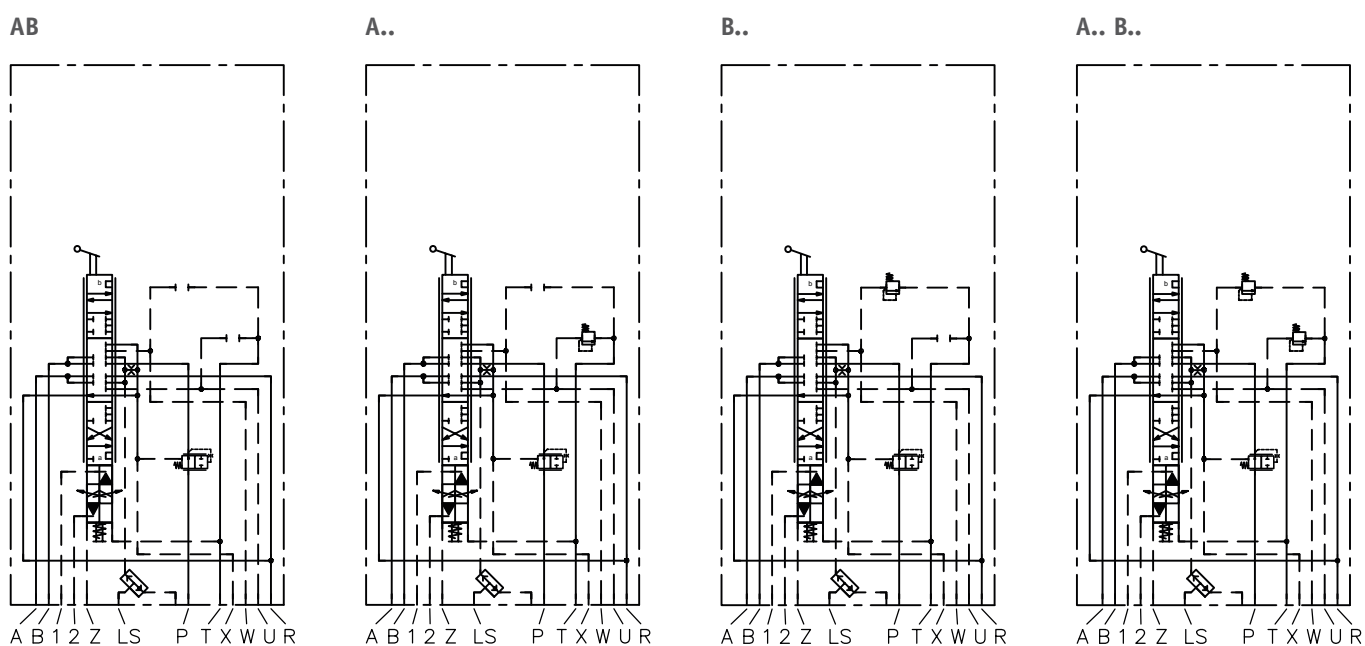 AB A.. B.. A.. B..
b b b b
a a a a
A B 1 2 Z LS P T X W U R A B 1 2 Z LS P T X W U R A B 1 2 Z LS P T X W U R A B 1 2 Z LS P T X W U R